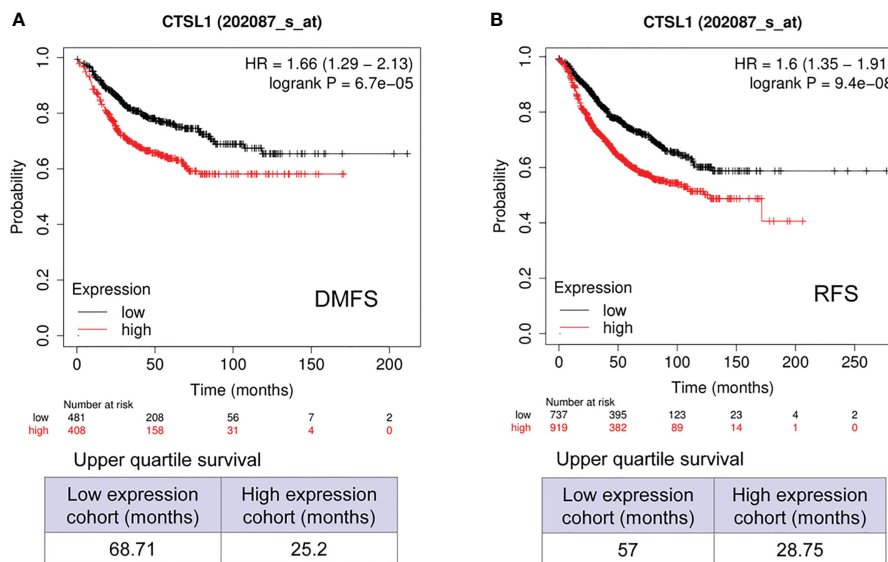 A
CTSL1 (202087_s_at)
HR = 1.66 (1.29 − 2.13)
logrank P = 6.7e−05
Probability
1.0
0.8
0.6
0.4
0.2
0.0
Expression
low
high
DMFS
0 50 100 150 200
Time (months)
Number at risk
low 481 208 56 7 2
high 408 158 31 4 0
Upper quartile survival
Low expression cohort (months)
High expression cohort (months)
68.71 25.2
B
CTSL1 (202087_s_at)
HR = 1.6 (1.35 − 1.91
logrank P = 9.4e−08
Probability
1.0
0.8
0.6
0.4
0.2
0.0
Expression
low
high
RFS
0 50 100 150 200 250
Time (months)
Number at risk
low 737 395 123 23 4 2
high 919 382 89 14 1 0
Upper quartile survival
Low expression cohort (months)
High expression cohort (months)
57 28.75